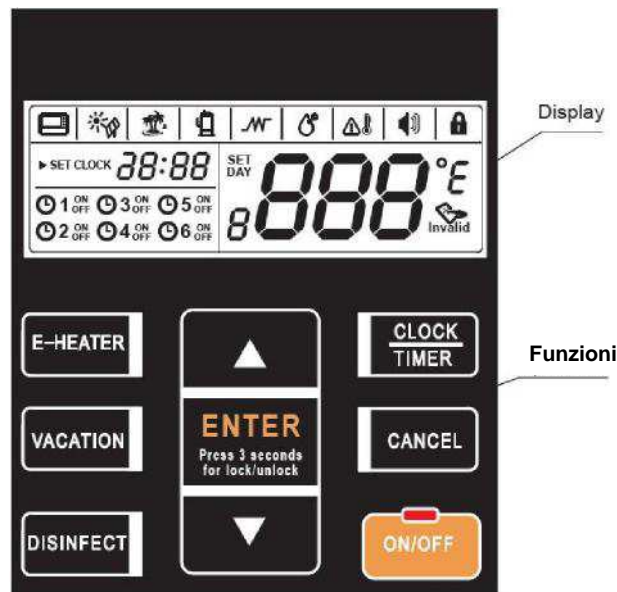 Display
▶ SET CLOCK 88:88 SET DAY 8 888 °E
1 ON OFF 3 ON OFF 5 ON OFF
2 ON OFF 4 ON OFF 6 ON OFF
Invalid
E-HEATER
CLOCK
TIMER
Funzioni
VACATION
ENTER
Press 3 seconds
for lock/unlock
CANCEL
DISINFECT
ON/OFF